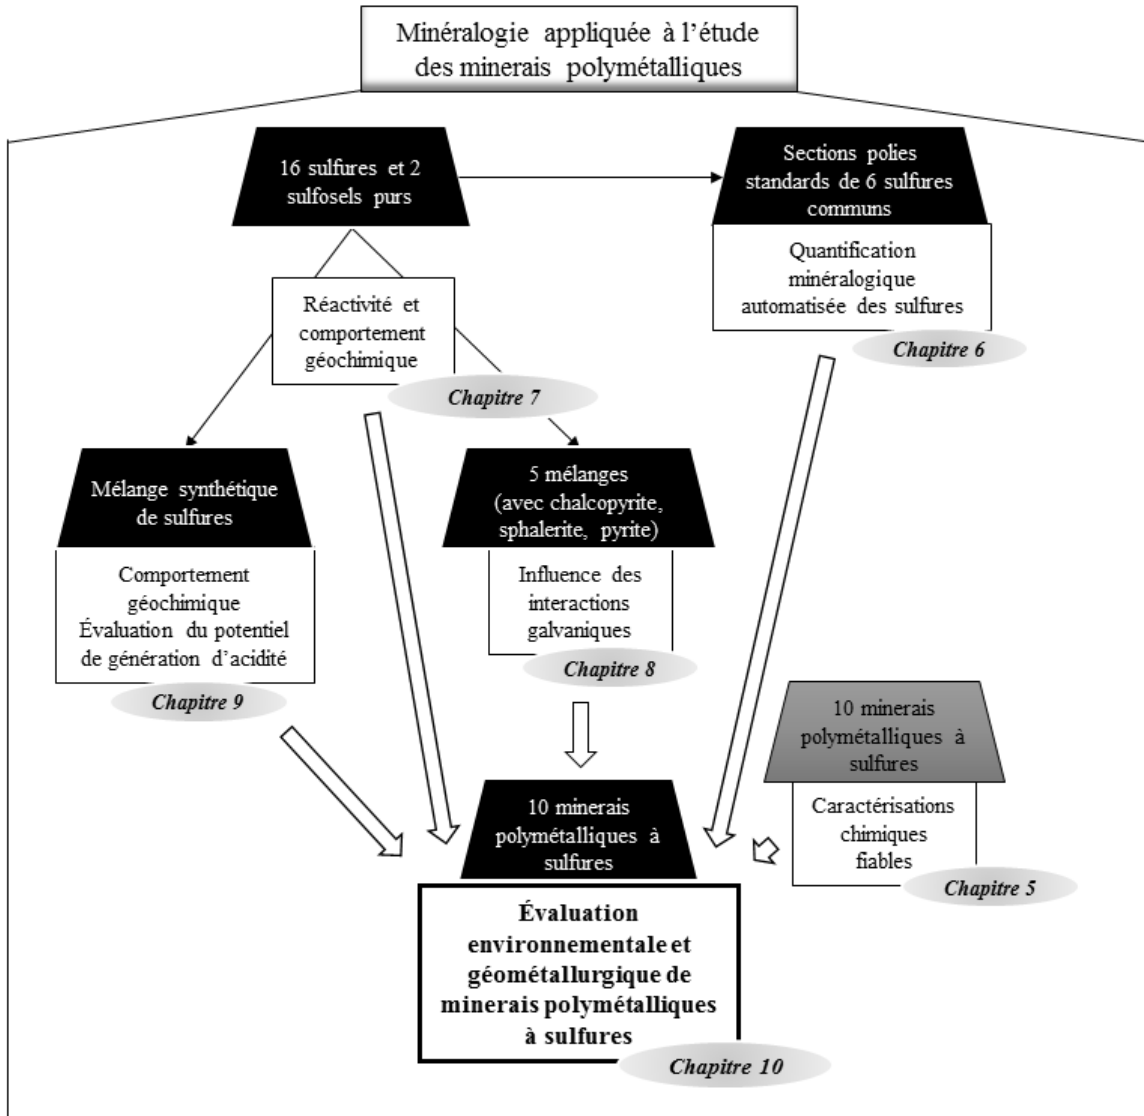 Minéralogie appliquée à l'étude
des minerais polymétalliques
16 sulfures et 2
sulfosels purs
Sections polies
standards de 6 sulfures
communs
Quantification
minéralogique
automatisée des sulfures
Chapitre 6
Réactivité et
comportement
géochimique
Chapitre 7
Mélange synthétique
de sulfures
Comportement
géochimique
Évaluation du potentiel
de génération d'acidité
Chapitre 9
5 mélanges
(avec chalcopyrite,
sphalerite, pyrite)
Influence des
interactions
galvaniques
Chapitre 8
10 minerais
polymétalliques à
sulfures
Caractérisations
chimiques
fiables
Chapitre 5
10 minerais
polymétalliques à
sulfures
Évaluation
environnementale et
géométallurgique de
minerais polymétalliques
à sulfures
Chapitre 10